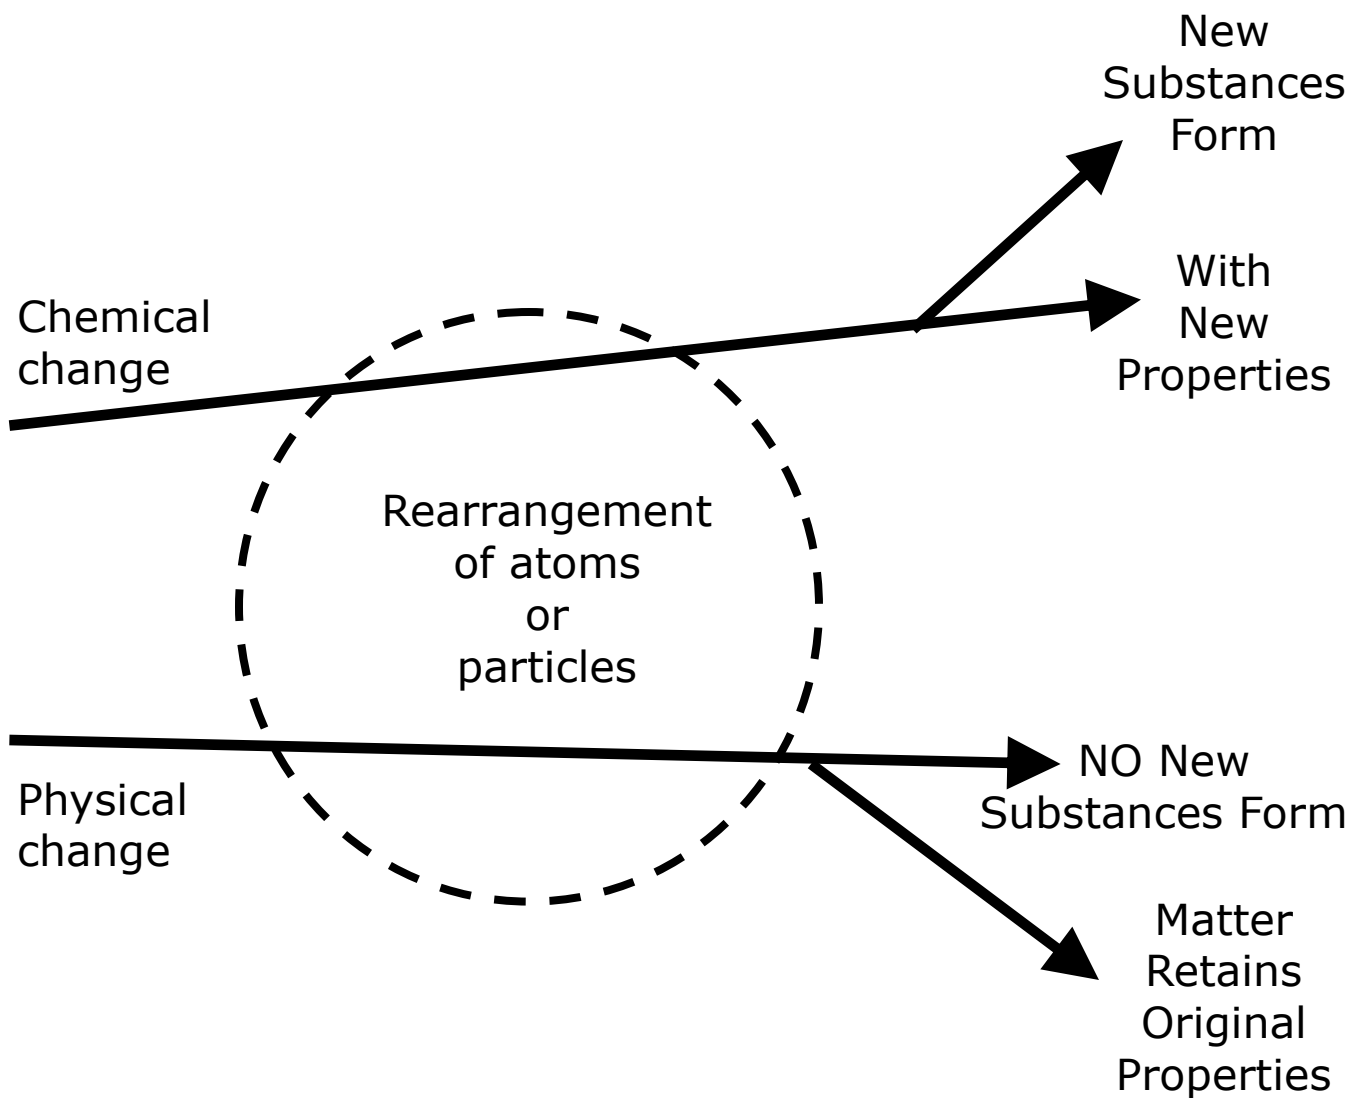 New
Substances
Form
With
New
Properties
Chemical
change
Rearrangement
of atoms
or
particles
Physical
change
NO New
Substances Form
Matter
Retains
Original
Properties